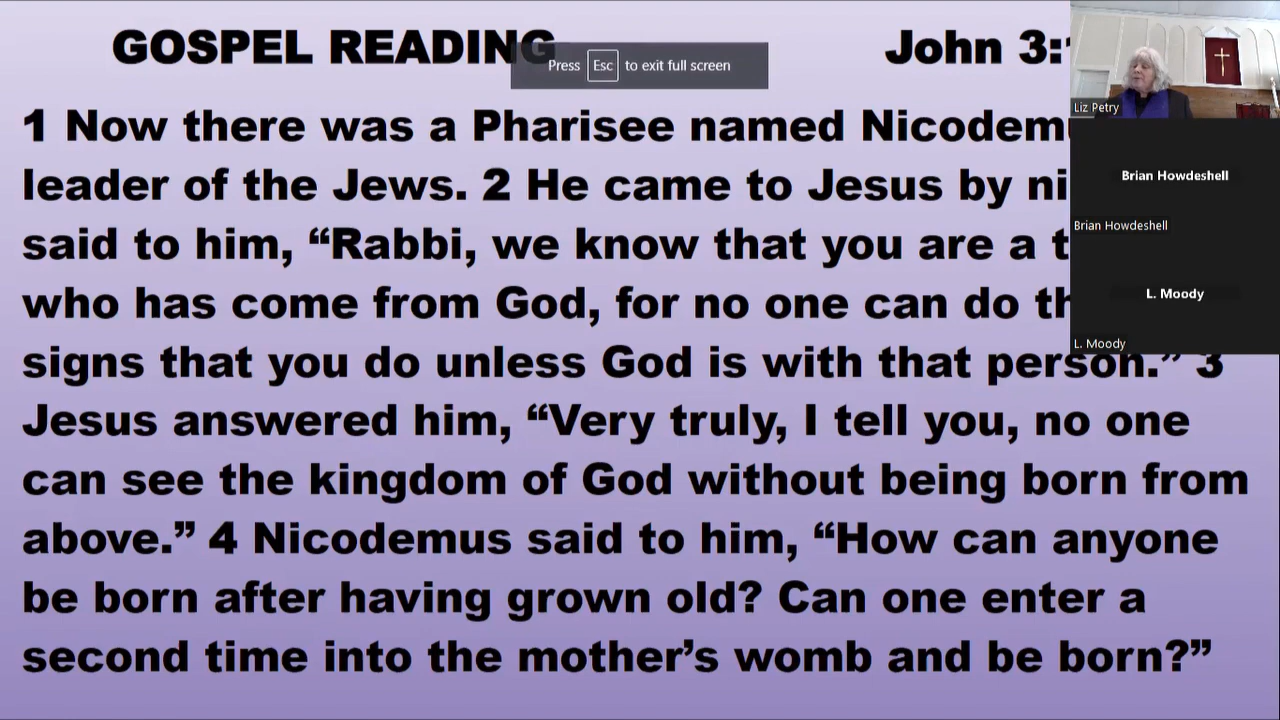 GOSPEL READING John 3:
Press Esc to exit full screen
1 Now there was a Pharisee named
leader of the Jews. 2 He came to Jesus by
said to him, “Rabbi, we know that you are a
who has come from God, for no one can do
signs that you do unless God is with that person.” 3
Jesus answered him, “Very truly, I tell you, no one
can see the kingdom of God without being born from
above.” 4 Nicodemus said to him, “How can anyone
be born after having grown old? Can one enter a
second time into the mother’s womb and be born?”
Liz Petry
Brian Howdeshell
Brian Howdeshell
L. Moody
L. Moody